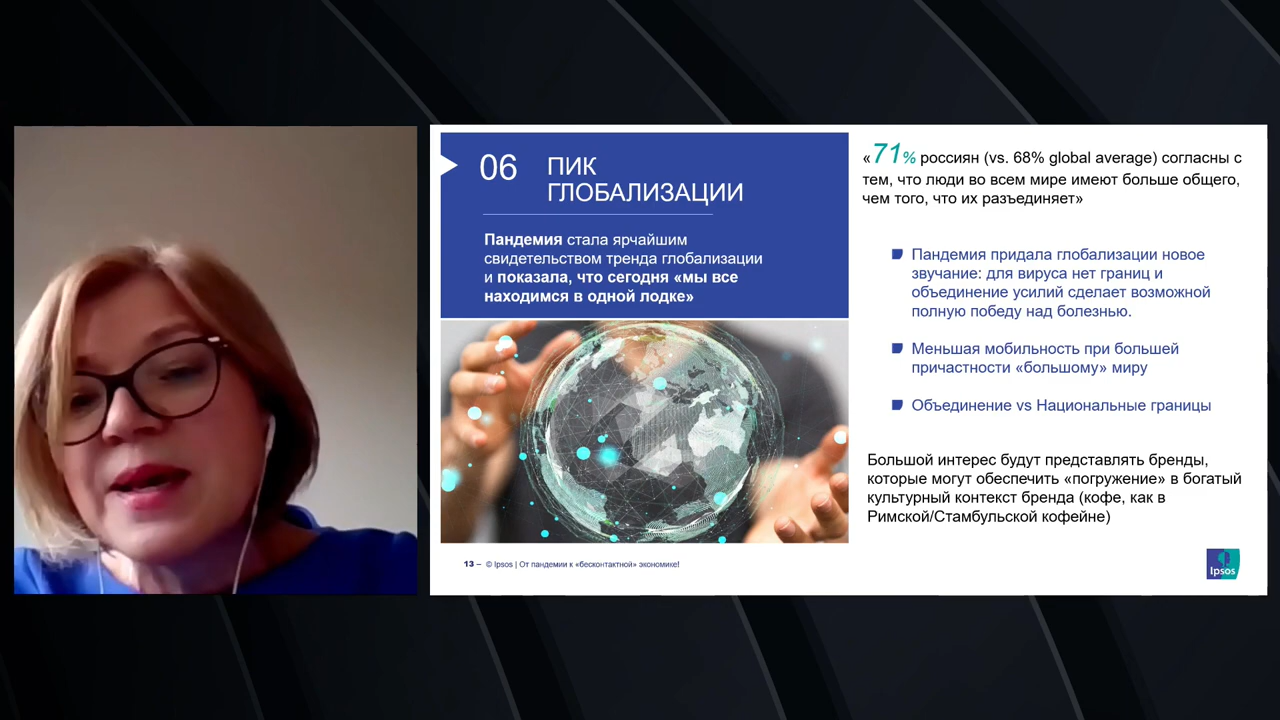 06
ПИК
ГЛОБАЛИЗАЦИИ
Пандемия стала ярчайшим
свидетельством тренда глобализации
и показала, что сегодня «мы все
находимся в одной лодке»
«71% россиян (vs. 68% global average) согласны с
тем, что люди во всем мире имеют больше общего,
чем того, что их разъединяет»
Пандемия придала глобализации новое
звучание: для вируса нет границ и
объединение усилий сделает возможной
полную победу над болезнью.
Меньшая мобильность при большей
причастности «большому» миру
Объединение vs Национальные границы
Большой интерес будут представлять бренды,
которые могут обеспечить «погружение» в богатый
культурный контекст бренда (кофе, как в
Римской/Стамбульской кофейне)
13 – © Ipsos | От пандемии к «бесконтактной» экономике!
Ipsos